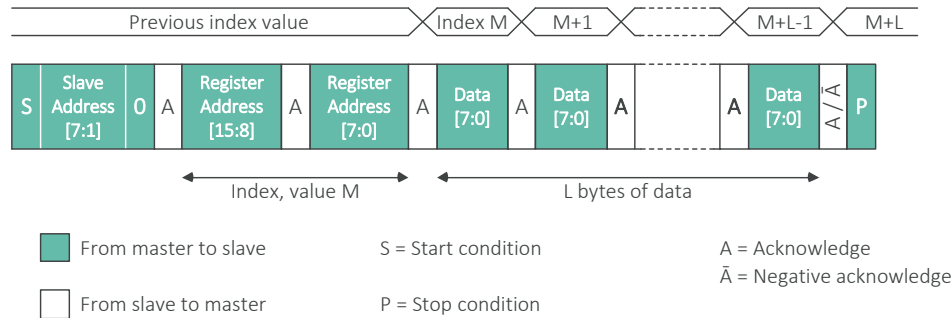 Previous index value Index M M+1 M+L-1 M+L
S Slave Address [7:1] 0 A Register Address [15:8] A Register Address [7:0] A Data [7:0] A Data [7:0] A A Data [7:0] A / Ā P
Index, value M L bytes of data
From master to slave S = Start condition A = Acknowledge
Ā = Negative acknowledge
From slave to master P = Stop condition